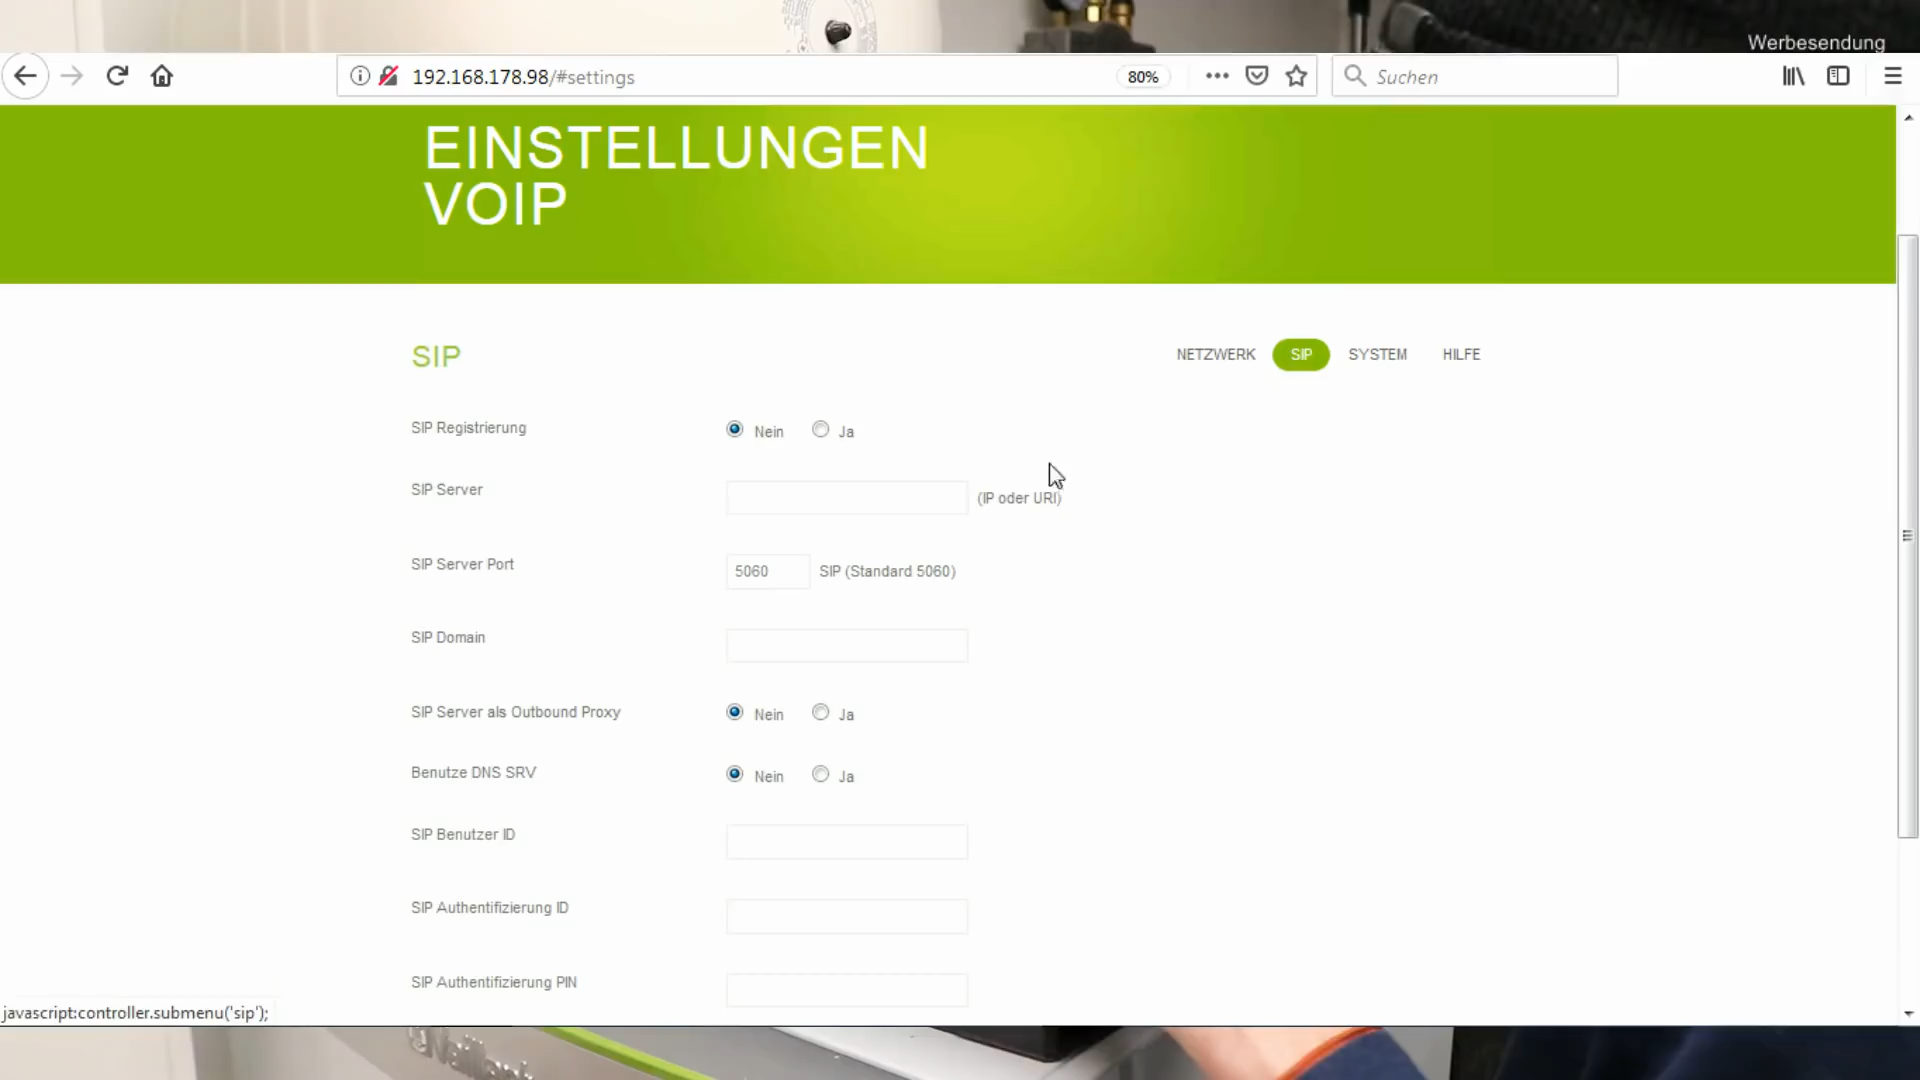 Werbesendung
192.168.178.98/#settings
80%
Suchen
EINSTELLUNGEN
VOIP
SIP
NETZWERK SIP SYSTEM HILFE
SIP Registrierung Nein Ja
SIP Server (IP oder URI)
SIP Server Port 5060 SIP (Standard 5060)
SIP Domain
SIP Server als Outbound Proxy Nein Ja
Benutze DNS SRV Nein Ja
SIP Benutzer ID
SIP Authentifizierung ID
SIP Authentifizierung PIN
javascript:controller.submenu('sip');